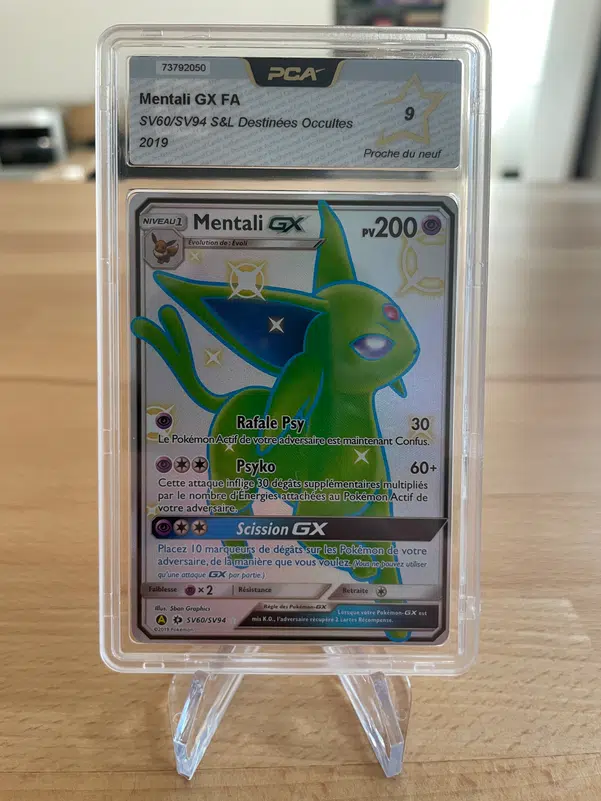 73792050
PCA
Mentali GX FA
SV60/SV94 S&L Destinées Occultes
2019
9
Proche du neuf
NIVEAU 1
Mentali GX
PV 200
Évolution de : Évoli
Rafale Psy 30
Le Pokémon Actif de votre adversaire est maintenant Confus.
Psyko 60+
Cette attaque inflige 30 dégâts supplémentaires multipliés
par le nombre d'Énergies attachées au Pokémon Actif de
votre adversaire.
Scission GX
Placez 10 marqueurs de dégâts sur les Pokémon de votre
adversaire, de la manière que vous voulez. (Vous ne pouvez utiliser
qu'une attaque GX par partie.)
Faiblesse ×2 Résistance Retraite
Illus. 5ban Graphics
Règle des Pokémon-GX
Lorsque votre Pokémon-GX est
mis K.O., l'adversaire récupère 2 cartes Récompense.
A SV60/SV94
©2019 Pokémon